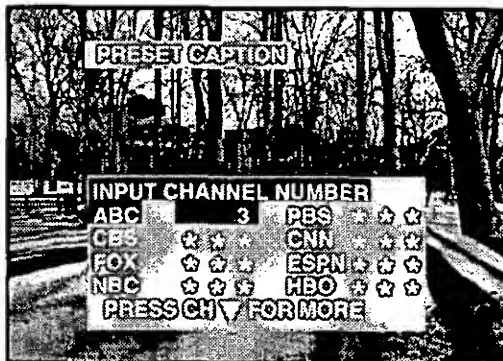 PRESET CAPTION
INPUT CHANNEL NUMBER
ABC 3 PBS ***
CBS *** CNN ***
FOX *** ESPN ***
NBC *** HBO ***
PRESS CH ▽ FOR MORE